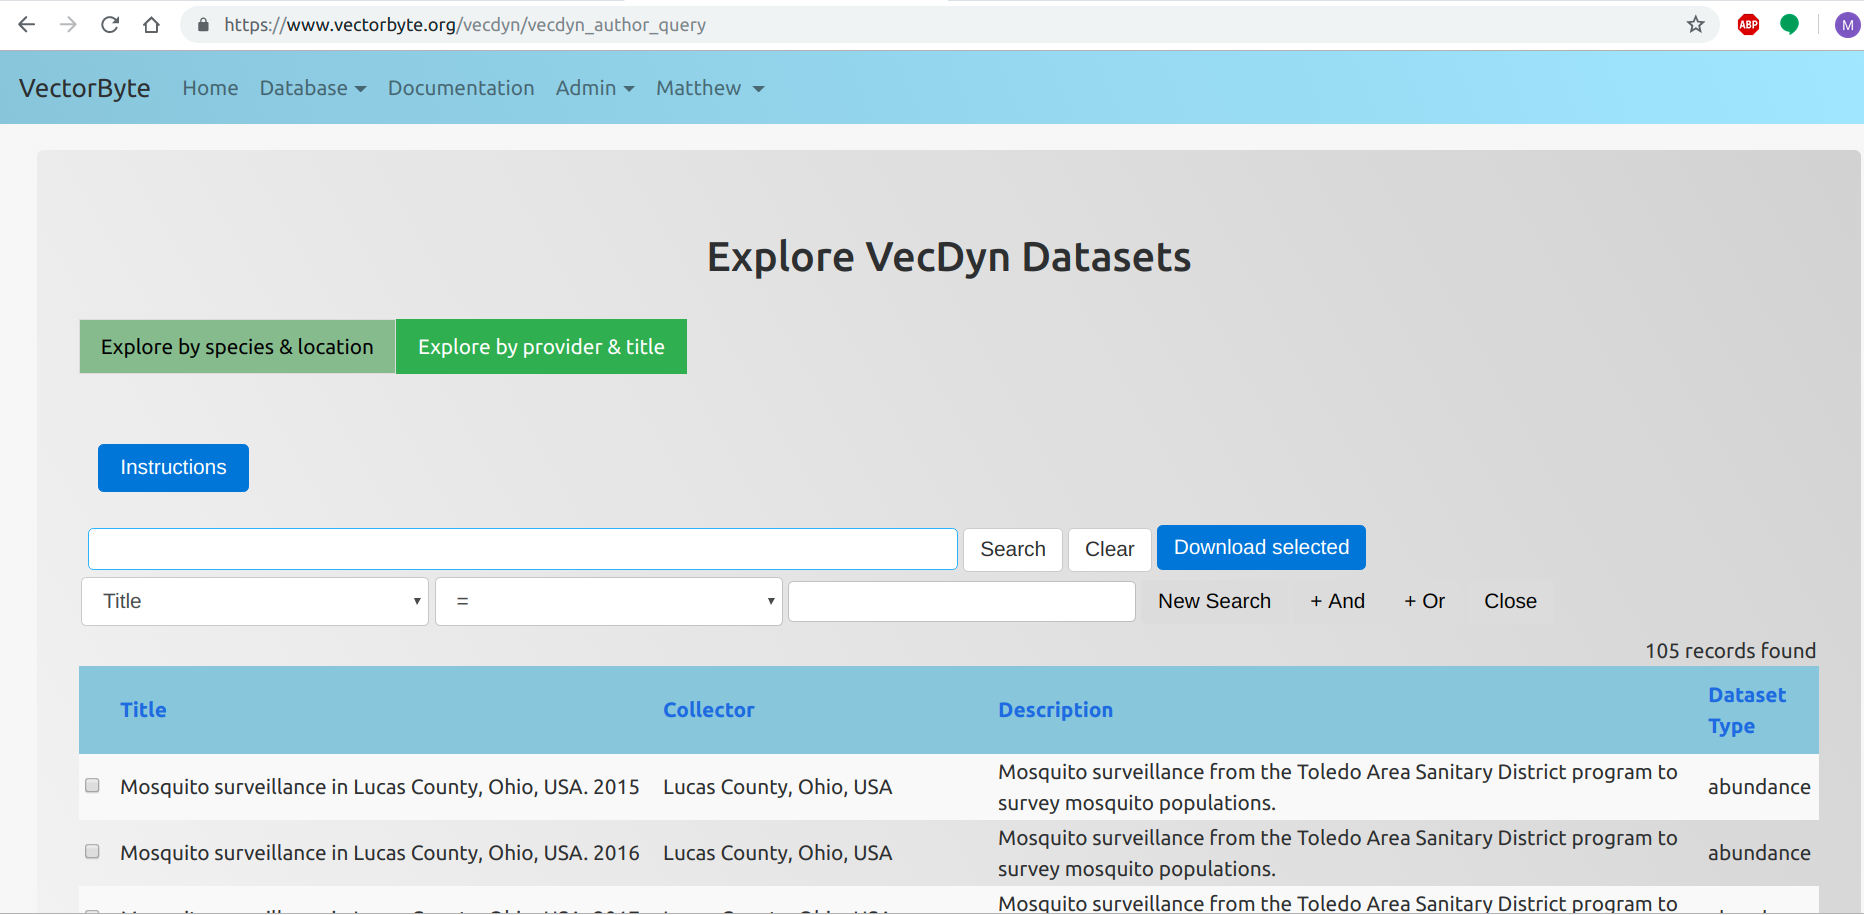 https://www.vectorbyte.org/vecdyn/vecdyn_author_query
ABP
M
VectorByte Home Database Documentation Admin Matthew
Explore VecDyn Datasets
Explore by species & location Explore by provider & title
Instructions
Search Clear Download selected
Title = New Search + And + Or Close
105 records found
Title Collector Description Dataset Type
Mosquito surveillance in Lucas County, Ohio, USA. 2015 Lucas County, Ohio, USA Mosquito surveillance from the Toledo Area Sanitary District program to
survey mosquito populations. abundance
Mosquito surveillance in Lucas County, Ohio, USA. 2016 Lucas County, Ohio, USA Mosquito surveillance from the Toledo Area Sanitary District program to
survey mosquito populations. abundance
Mosquito surveillance from the Toledo Area Sanitary District program to